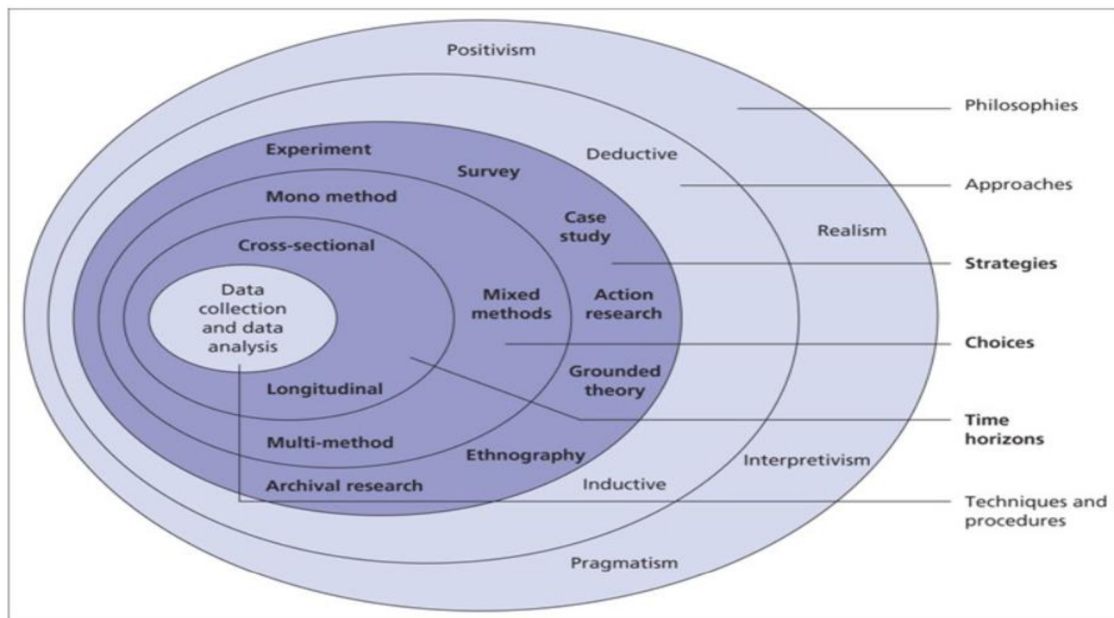 Positivism
Philosophies
Experiment
Deductive
Survey
Approaches
Mono method
Case
study
Realism
Cross-sectional
Strategies
Data
collection
and data
analysis
Mixed
methods
Action
research
Choices
Grounded
theory
Longitudinal
Time
horizons
Multi-method
Ethnography
Interpretivism
Archival research
Inductive
Techniques and
procedures
Pragmatism